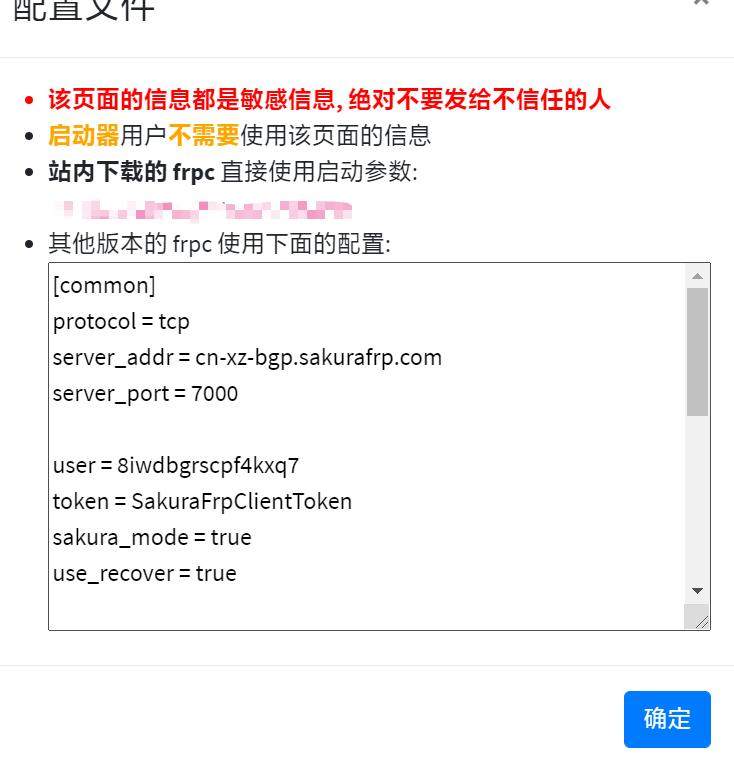 配置文件
×
该页面的信息都是敏感信息, 绝对不要发给不信任的人
启动器用户不需要使用该页面的信息
站内下载的 frpc 直接使用启动参数:
其他版本的 frpc 使用下面的配置:
[common]
protocol = tcp
server_addr = cn-xz-bgp.sakurafrp.com
server_port = 7000
user = 8iwdbgrscpf4kxq7
token = SakuraFrpClientToken
sakura_mode = true
use_recover = true
确定